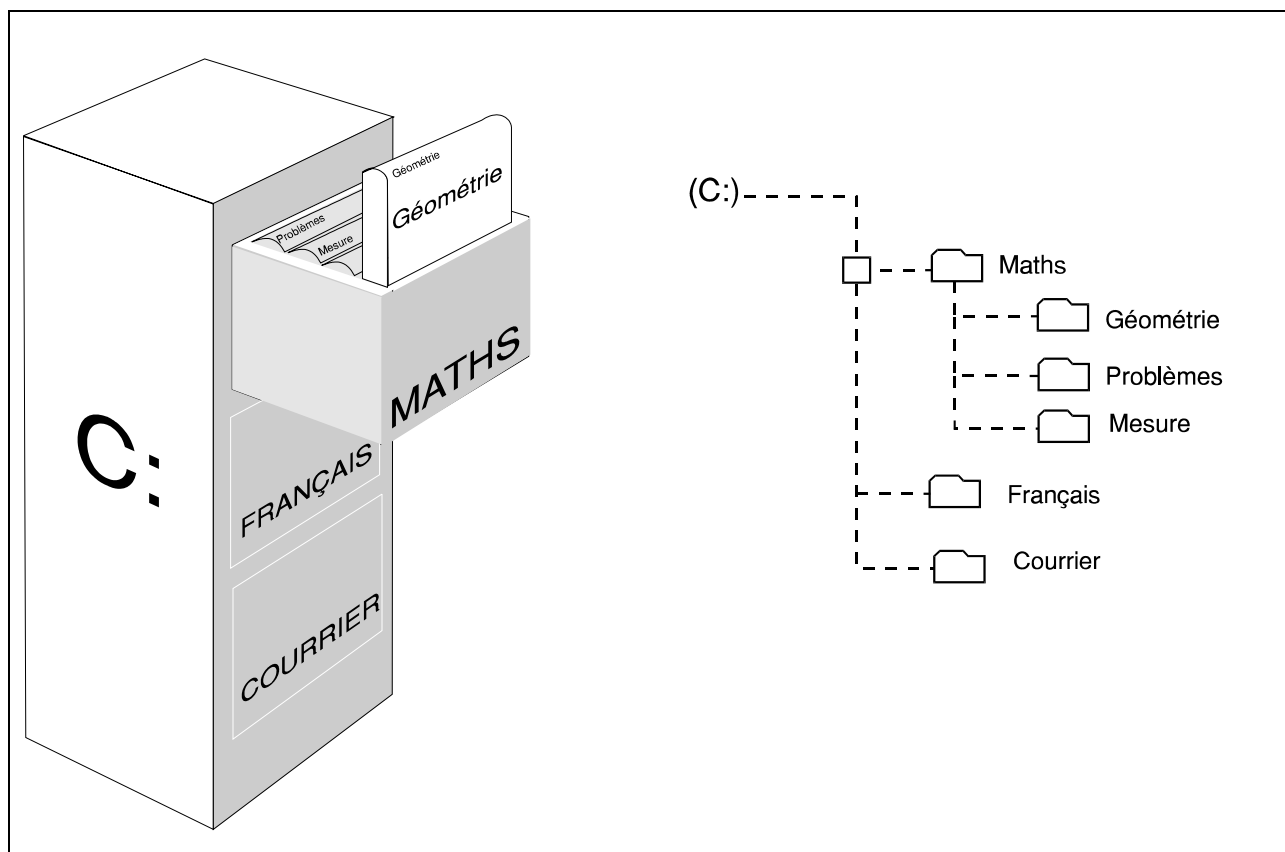 Géométrie
Géométrie
Problèmes
Mesure
MATHS
C:
FRANÇAIS
COURRIER
(C:)
Maths
Géométrie
Problèmes
Mesure
Français
Courrier